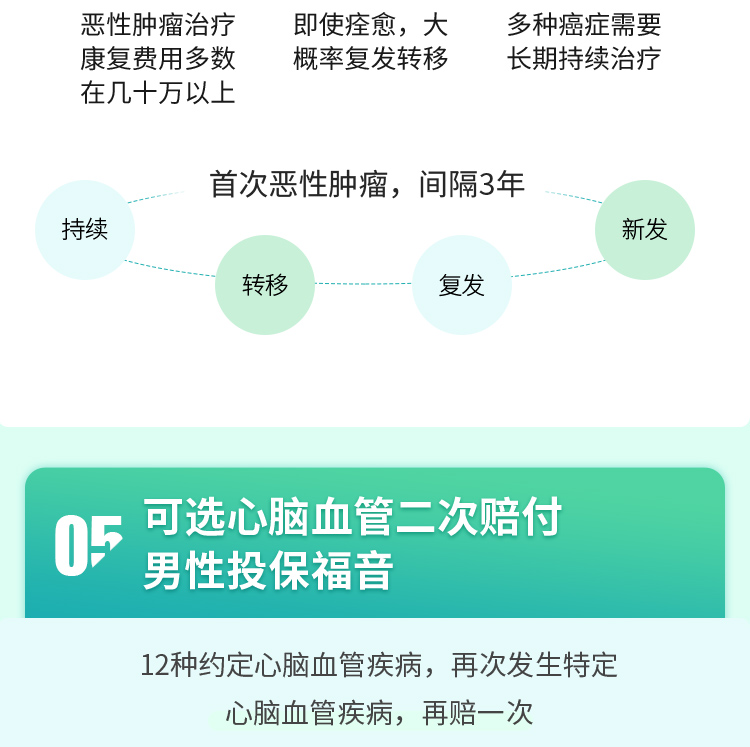 恶性肿瘤治疗
康复费用多数
在几十万以上
即使痊愈，大
概率复发转移
多种癌症需要
长期持续治疗
首次恶性肿瘤，间隔3年
持续
转移
复发
新发
05
可选心脑血管二次赔付
男性投保福音
12种约定心脑血管疾病，再次发生特定
心脑血管疾病，再赔一次